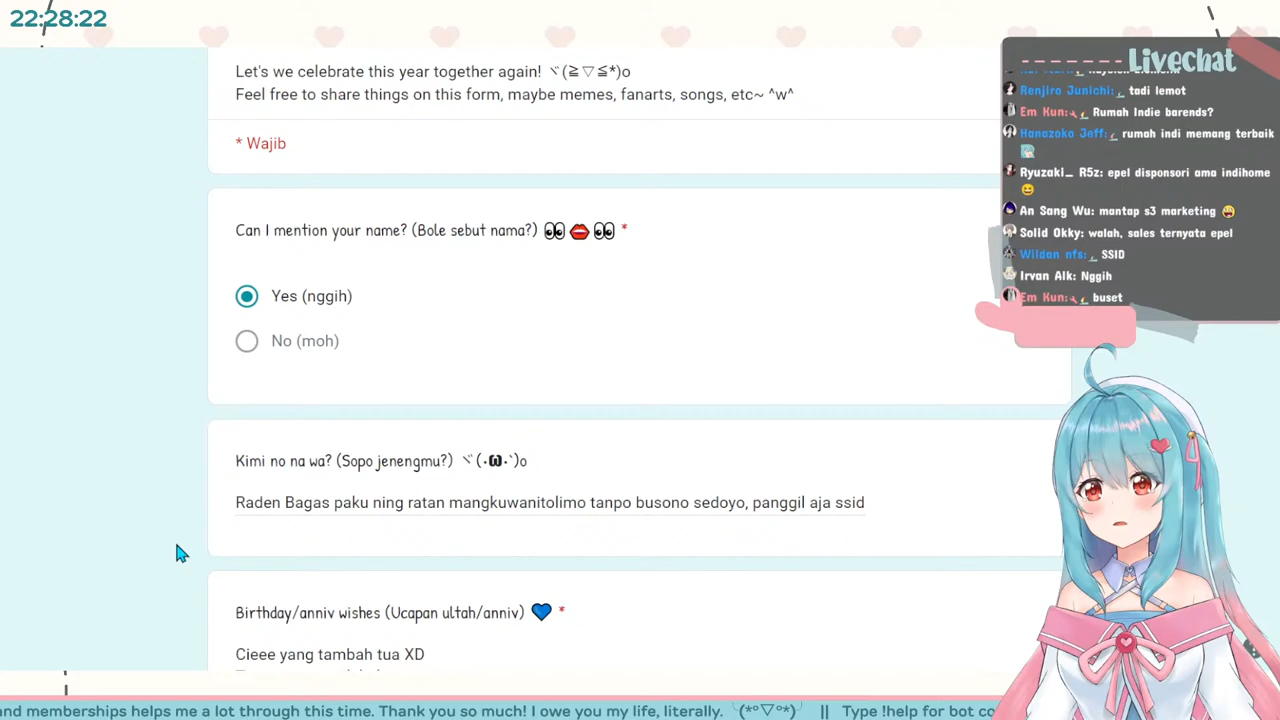 22:28:22
Let's we celebrate this year together again! ヾ(≧▽≦*)o
Feel free to share things on this form, maybe memes, fanarts, songs, etc~ ^w^
* Wajib
Can I mention your name? (Bole sebut nama?) 👀👄👀 *
Yes (nggih)
No (moh)
Kimi no na wa? (Sopo jenengmu?) ヾ(·ω·`)o
Raden Bagas paku ning ratan mangkuwanitolimo tanpo busono sedoyo, panggil aja ssid
Birthday/anniv wishes (Ucapan ultah/anniv) 💙 *
Cieee yang tambah tua XD
Livechat
Renjiro Junichi: tadi lemot
Em Kun: Rumah Indie barends?
Hanazoko Jeff: rumah indi memang terbaik
Ryuzaki_ R5z: epel disponsori ama indihome
😄
An Sang Wu: mantap s3 marketing 😜
Solid Okky: walah, sales ternyata epel
Wildan nfs: SSID
Irvan Alk: Nggih
Em Kun: buset
and memberships helps me a lot through this time. Thank you so much! I owe you my life, literally. (*°▽°*) || Type !help for bot co